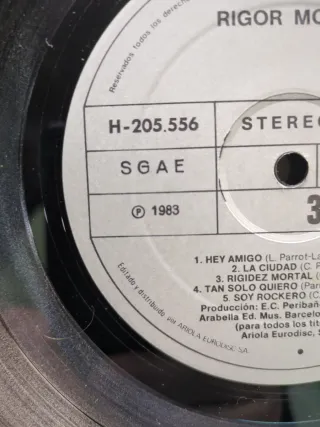 RIGOR MO
Reservados todos los derech
H-205.556
STEREO
SGAE
℗ 1983
3
1. HEY AMIGO (L. Parrot-La
2. LA CIUDAD (C. P
3. RIGIDEZ MORTAL (
4. TAN SOLO QUIERO (Par
5. SOY ROCKERO (C.
Producción: E.C. Peribañ
Arabella Ed. Mus. Barcelo
(para todos los tít
Ariola Eurodisc, S
Editado y distribuido por ARIOLA EURODISC, S.A.